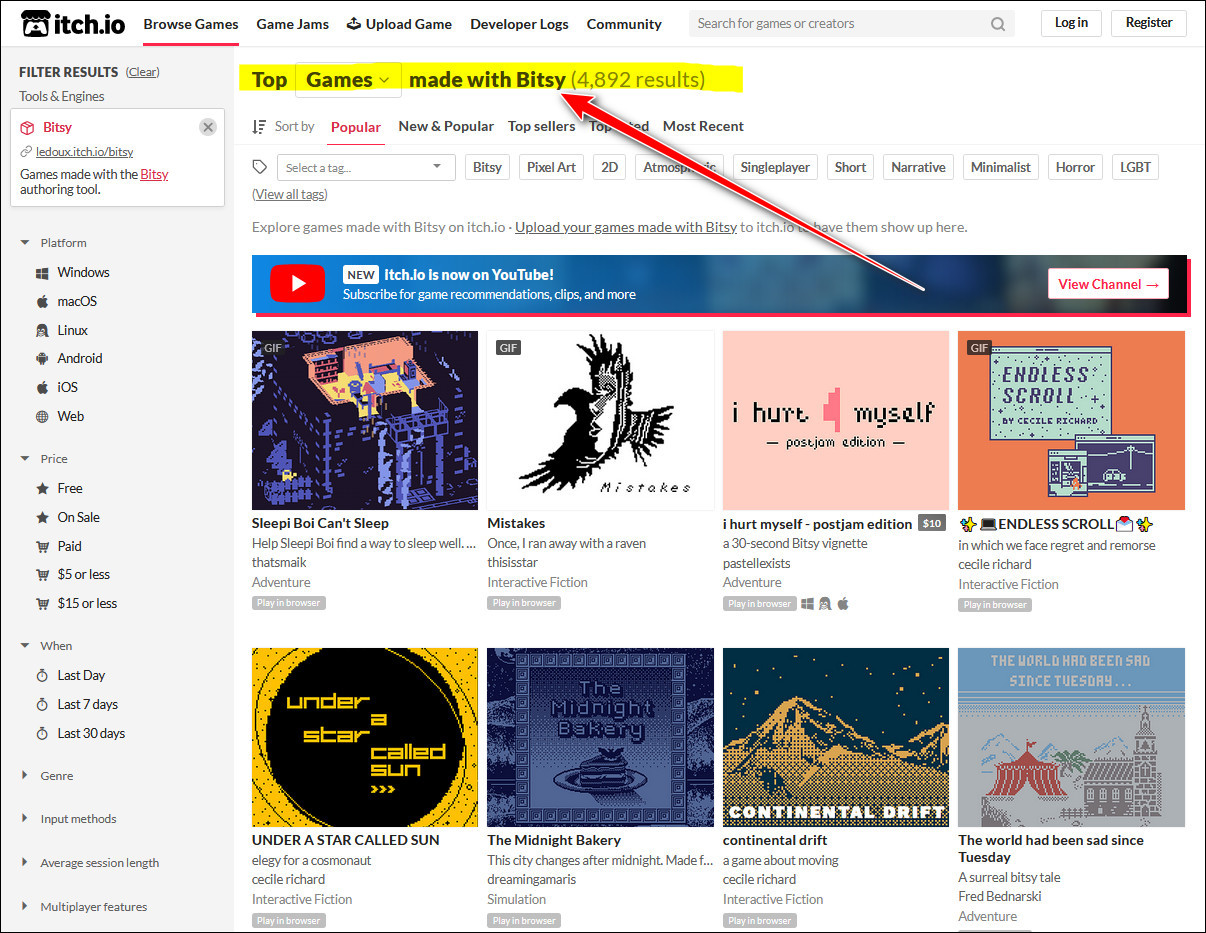 itch.io Browse Games Game Jams Upload Game Developer Logs Community Search for games or creators Log in Register
FILTER RESULTS (Clear)
Tools & Engines
Bitsy
ledoux.itch.io/bitsy
Games made with the Bitsy
authoring tool.
Platform
Windows
macOS
Linux
Android
iOS
Web
Price
Free
On Sale
Paid
$5 or less
$15 or less
When
Last Day
Last 7 days
Last 30 days
Genre
Input methods
Average session length
Multiplayer features
Top Games made with Bitsy (4,892 results)
Sort by Popular New & Popular Top sellers Top rated Most Recent
Select a tag... Bitsy Pixel Art 2D Atmospheric Singleplayer Short Narrative Minimalist Horror LGBT
(View all tags)
Explore games made with Bitsy on itch.io · Upload your games made with Bitsy to itch.io to have them show up here.
NEW itch.io is now on YouTube!
Subscribe for game recommendations, clips, and more
View Channel →
GIF
Sleepi Boi Can't Sleep
Help Sleepi Boi find a way to sleep well. ...
thatsmaik
Adventure
Play in browser
GIF
Mistakes
Mistakes
Once, I ran away with a raven
thisisstar
Interactive Fiction
Play in browser
i hurt myself
— postjam edition —
i hurt myself - postjam edition $10
a 30-second Bitsy vignette
pastellexists
Adventure
Play in browser
GIF
ENDLESS
SCROLL
BY CECILE RICHARD
✨💻ENDLESS SCROLL💌✨
in which we face regret and remorse
cecile richard
Interactive Fiction
Play in browser
under
a
star
called
sun
>>>
UNDER A STAR CALLED SUN
elegy for a cosmonaut
cecile richard
Interactive Fiction
Play in browser
The
Midnight
Bakery
The Midnight Bakery
This city changes after midnight. Made f...
dreamingamaris
Simulation
Play in browser
CONTINENTAL DRIFT
continental drift
a game about moving
cecile richard
Interactive Fiction
Play in browser
THE WORLD HAD BEEN SAD
SINCE TUESDAY...
The world had been sad since
Tuesday
A surreal bitsy tale
Fred Bednarski
Adventure